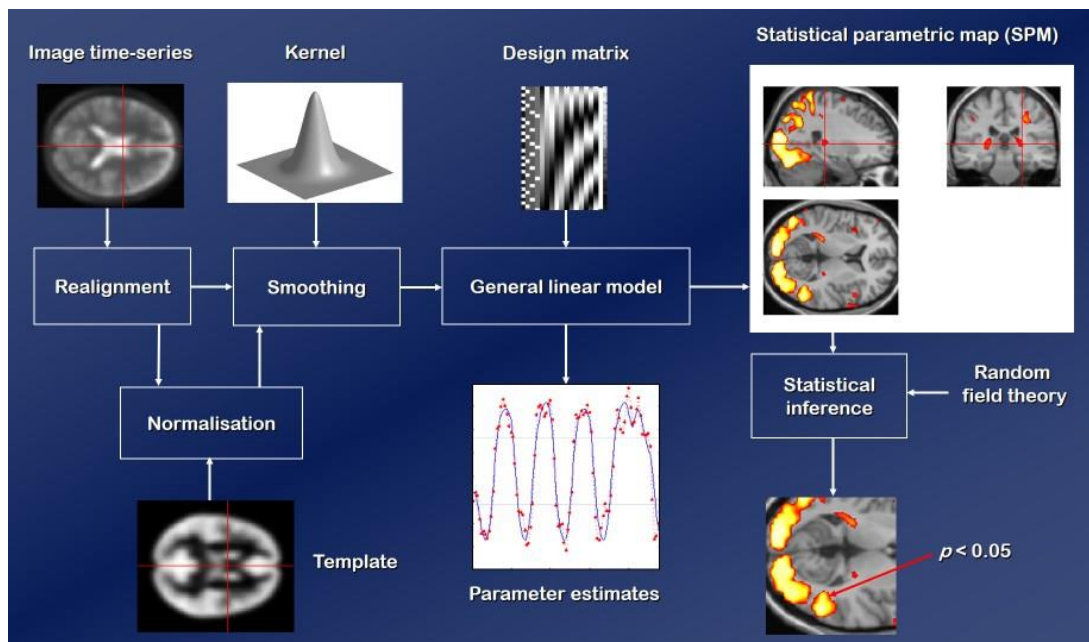 Image time-series
Kernel
Design matrix
Statistical parametric map (SPM)
Realignment
Smoothing
General linear model
Normalisation
Statistical
inference
Random
field theory
Template
Parameter estimates
p < 0.05